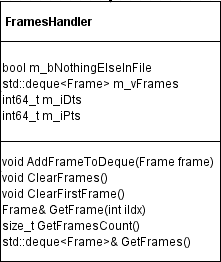 FramesHandler
bool m_bNothingElseInFile
std::deque<Frame> m_vFrames
int64_t m_iDts
int64_t m_iPts
void AddFrameToDeque(Frame frame)
void ClearFrames()
void ClearFirstFrame()
Frame& GetFrame(int iIdx)
size_t GetFramesCount()
std::deque<Frame>& GetFrames()